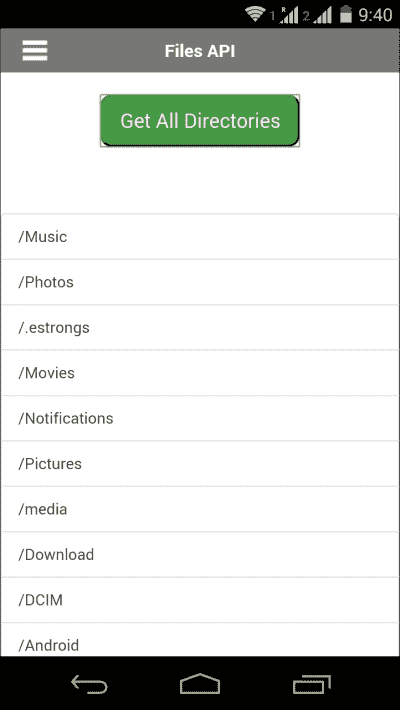 1 R 2 9:40
Files API
Get All Directories
/Music
/Photos
/.estrongs
/Movies
/Notifications
/Pictures
/media
/Download
/DCIM
/Android